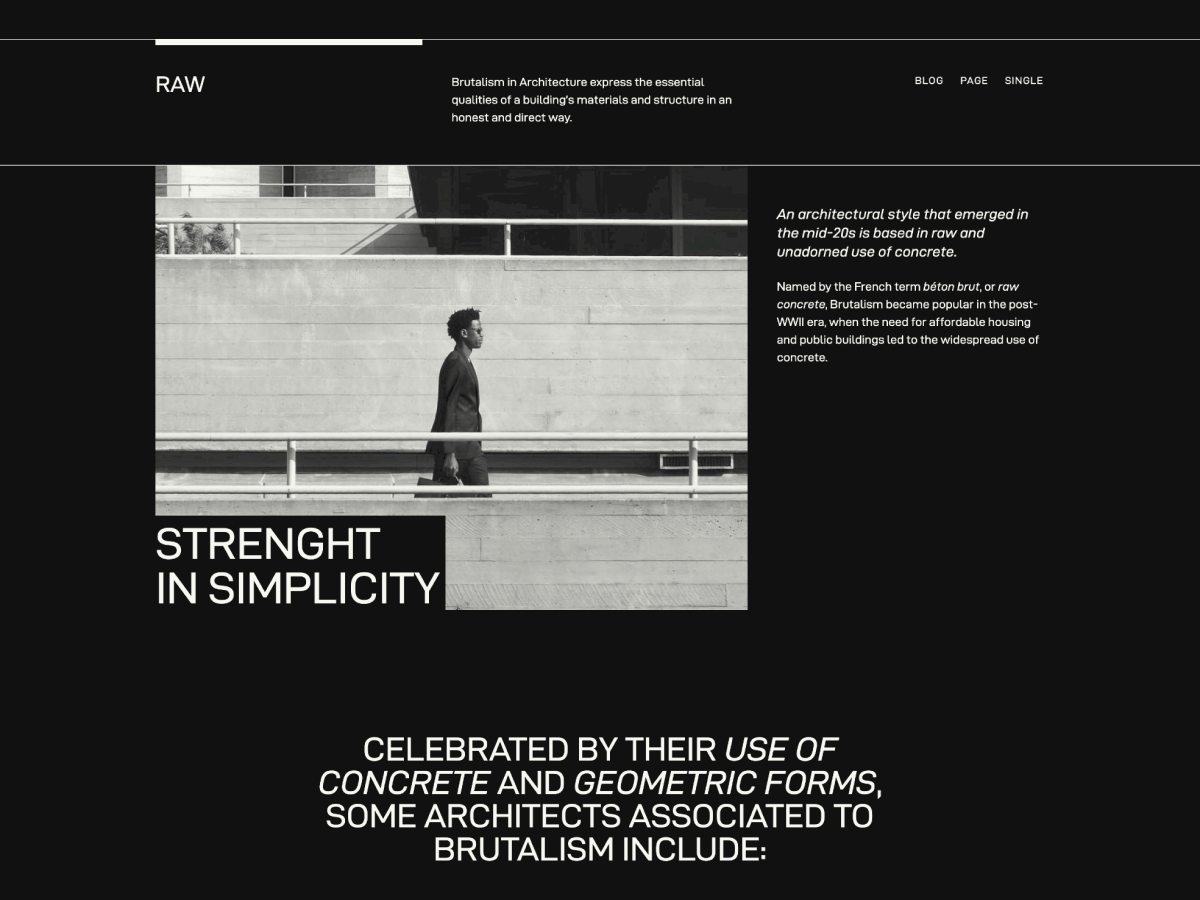 RAW
Brutalism in Architecture express the essential
qualities of a building's materials and structure in an
honest and direct way.
BLOG PAGE SINGLE
An architectural style that emerged in
the mid-20s is based in raw and
unadorned use of concrete.
Named by the French term béton brut, or raw
concrete, Brutalism became popular in the post-
WWII era, when the need for affordable housing
and public buildings led to the widespread use of
concrete.
STRENGHT
IN SIMPLICITY
CELEBRATED BY THEIR USE OF
CONCRETE AND GEOMETRIC FORMS,
SOME ARCHITECTS ASSOCIATED TO
BRUTALISM INCLUDE: